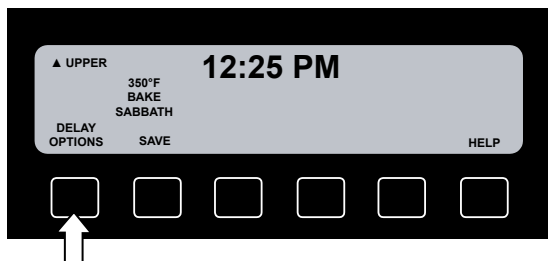 ▲ UPPER
12:25 PM
350°F
BAKE
SABBATH
DELAY
OPTIONS
SAVE
HELP